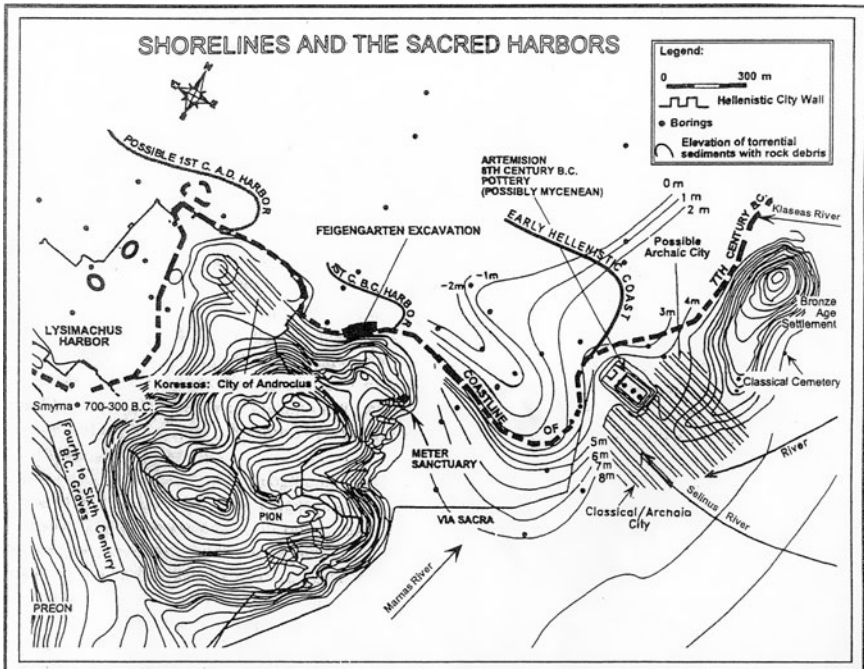 SHORELINES AND THE SACRED HARBORS
Legend:
0 300 m
Hellenistic City Wall
Borings
Elevation of torrential
sediments with rock debris
N
POSSIBLE 1ST C. A.D. HARBOR
ARTEMISION
8TH CENTURY B.C.
POTTERY
(POSSIBLY MYCENEAN)
0 m
1 m
2 m
7TH CENTURY B.C.
Klaseas River
FEIGENGARTEN EXCAVATION
EARLY HELLENISTIC COAST
Possible
Archaic City
1ST C. B.C. HARBOR
-2m
-1m
3m
4m
Bronze
Age
Settlement
LYSIMACHUS
HARBOR
Classical Cemetery
Koressos: City of Androclus
COASTLINE OF
Smyrna 700-300 B.C.
Fourth to Sixth Century
B.C. Graves
METER
SANCTUARY
5m
6m
7m
8m
River
PION
VIA SACRA
Classical/Archaia
City
Selinus River
Marnas River
PREON